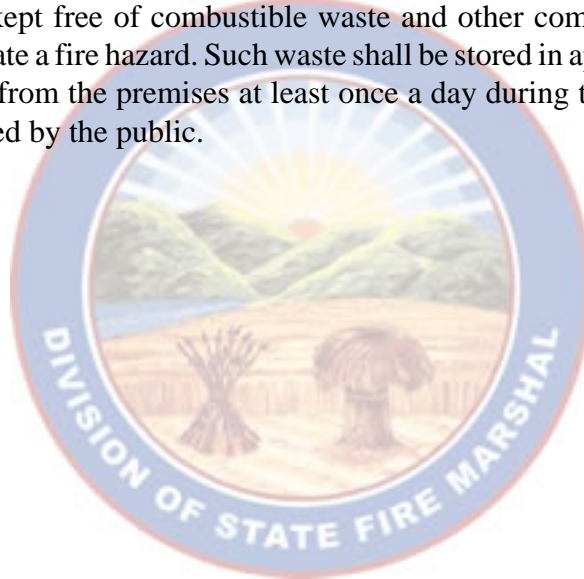 kept free of combustible waste and other com
ate a fire hazard. Such waste shall be stored in ap
from the premises at least once a day during t
ed by the public.
DIVISION OF STATE FIRE MARSHAL